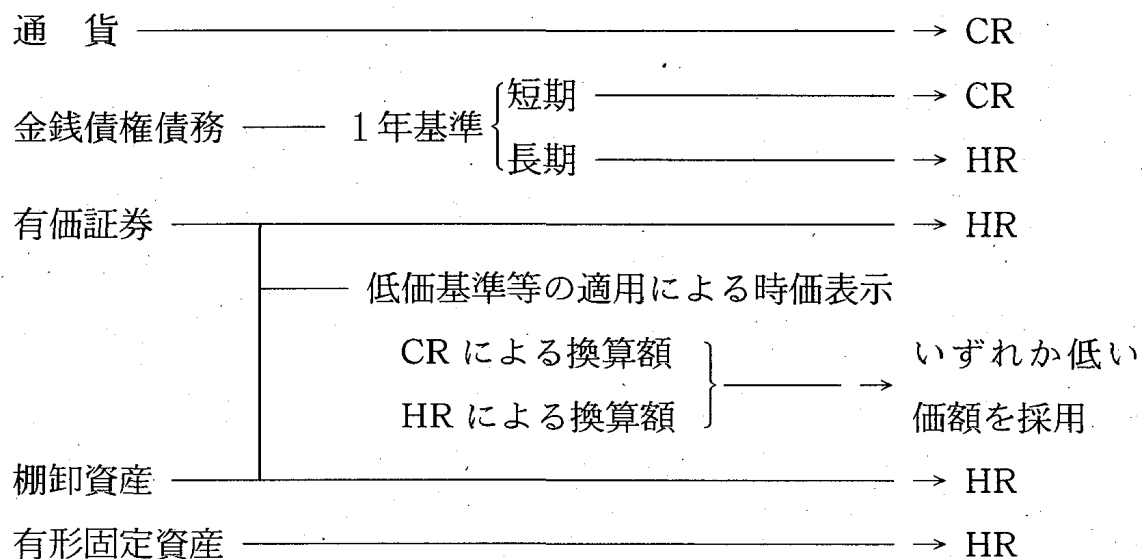 通 貨 → CR
短期 → CR
金銭債権債務 1年基準
長期 → HR
有価証券 → HR
低価基準等の適用による時価表示
CR による換算額 いずれか低い
→
HR による換算額 価額を採用
棚卸資産 → HR
有形固定資産 → HR